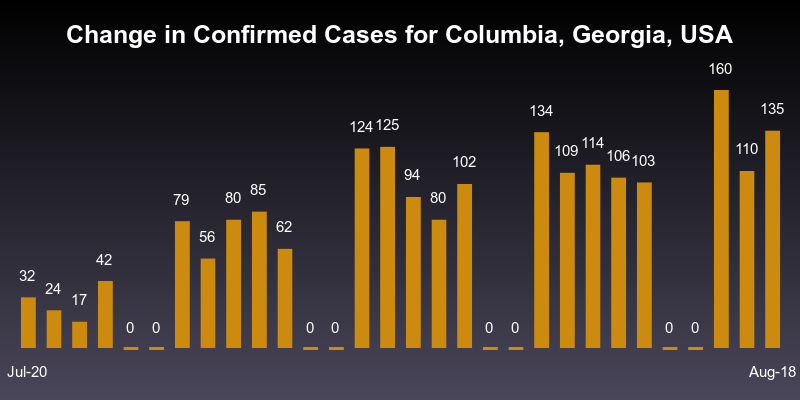 Change in Confirmed Cases for Columbia, Georgia, USA
32 24 17 42 0 0 79 56 80 85 62 0 0 124 125 94 80 102 0 0 134 109 114 106 103 0 0 160 110 135
Jul-20 Aug-18